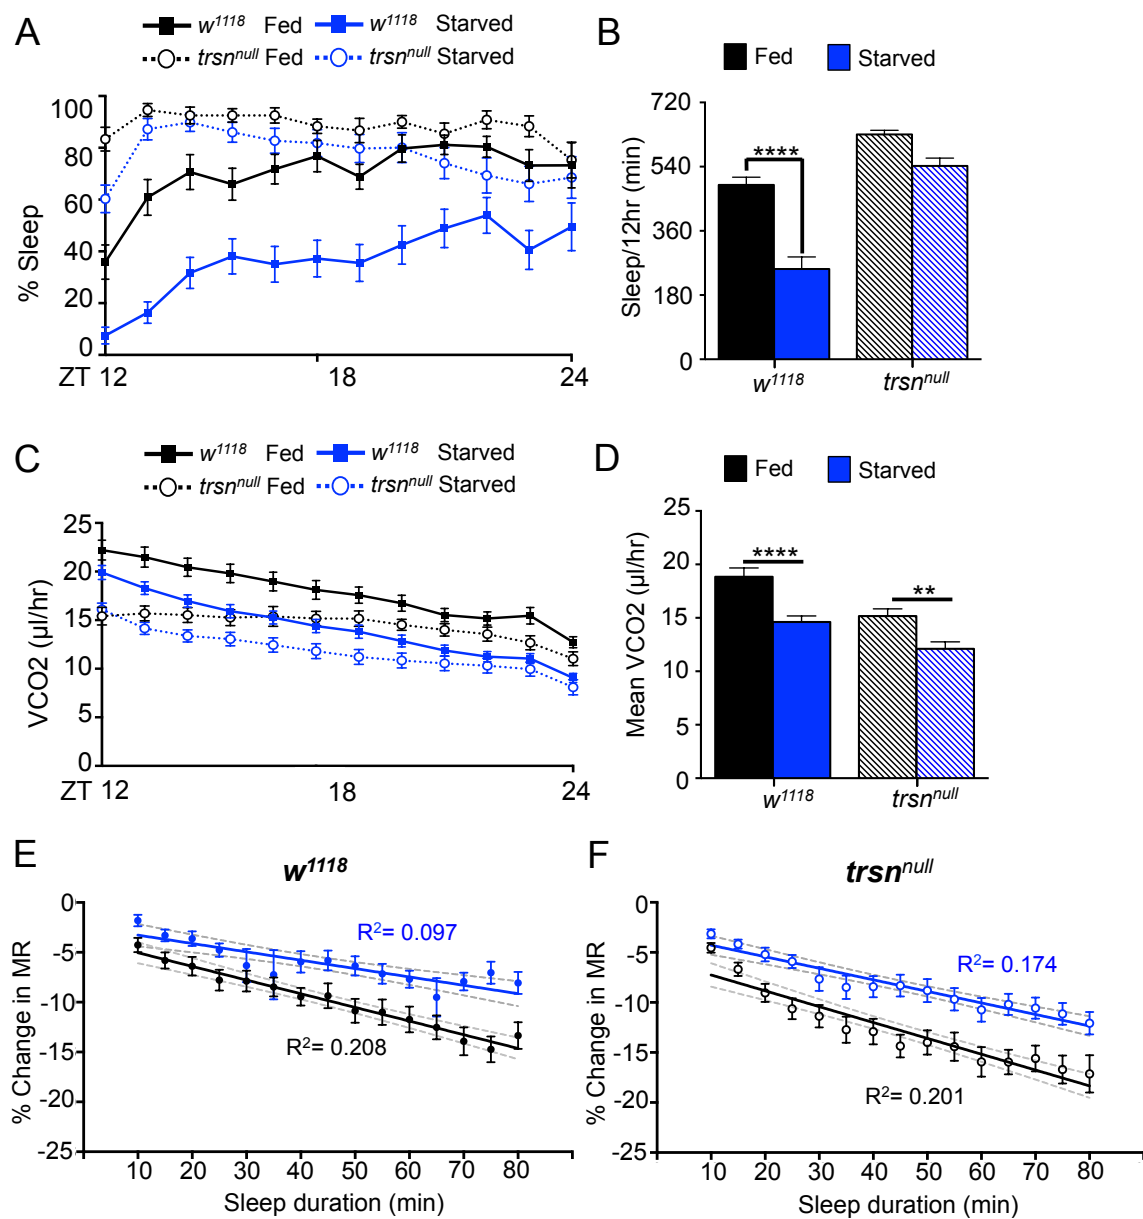 A
w1118 Fed w1118 Starved
trsnnull Fed trsnnull Starved
100
80
60
40
20
0
% Sleep
ZT 12 18 24
B
Fed Starved
720
540
360
180
0
Sleep/12hr (min)
****
w1118 trsnnull
C
w1118 Fed w1118 Starved
trsnnull Fed trsnnull Starved
25
20
15
10
5
0
VCO2 (µl/hr)
ZT 12 18 24
D
Fed Starved
25
20
15
10
5
0
Mean VCO2 (µl/hr)
****
**
w1118 trsnnull
E
w1118
0
-5
-10
-15
-20
-25
% Change in MR
R2= 0.097
R2= 0.208
10 20 30 40 50 60 70 80
Sleep duration (min)
F
trsnnull
0
-5
-10
-15
-20
-25
% Change in MR
R2= 0.174
R2= 0.201
10 20 30 40 50 60 70 80
Sleep duration (min)